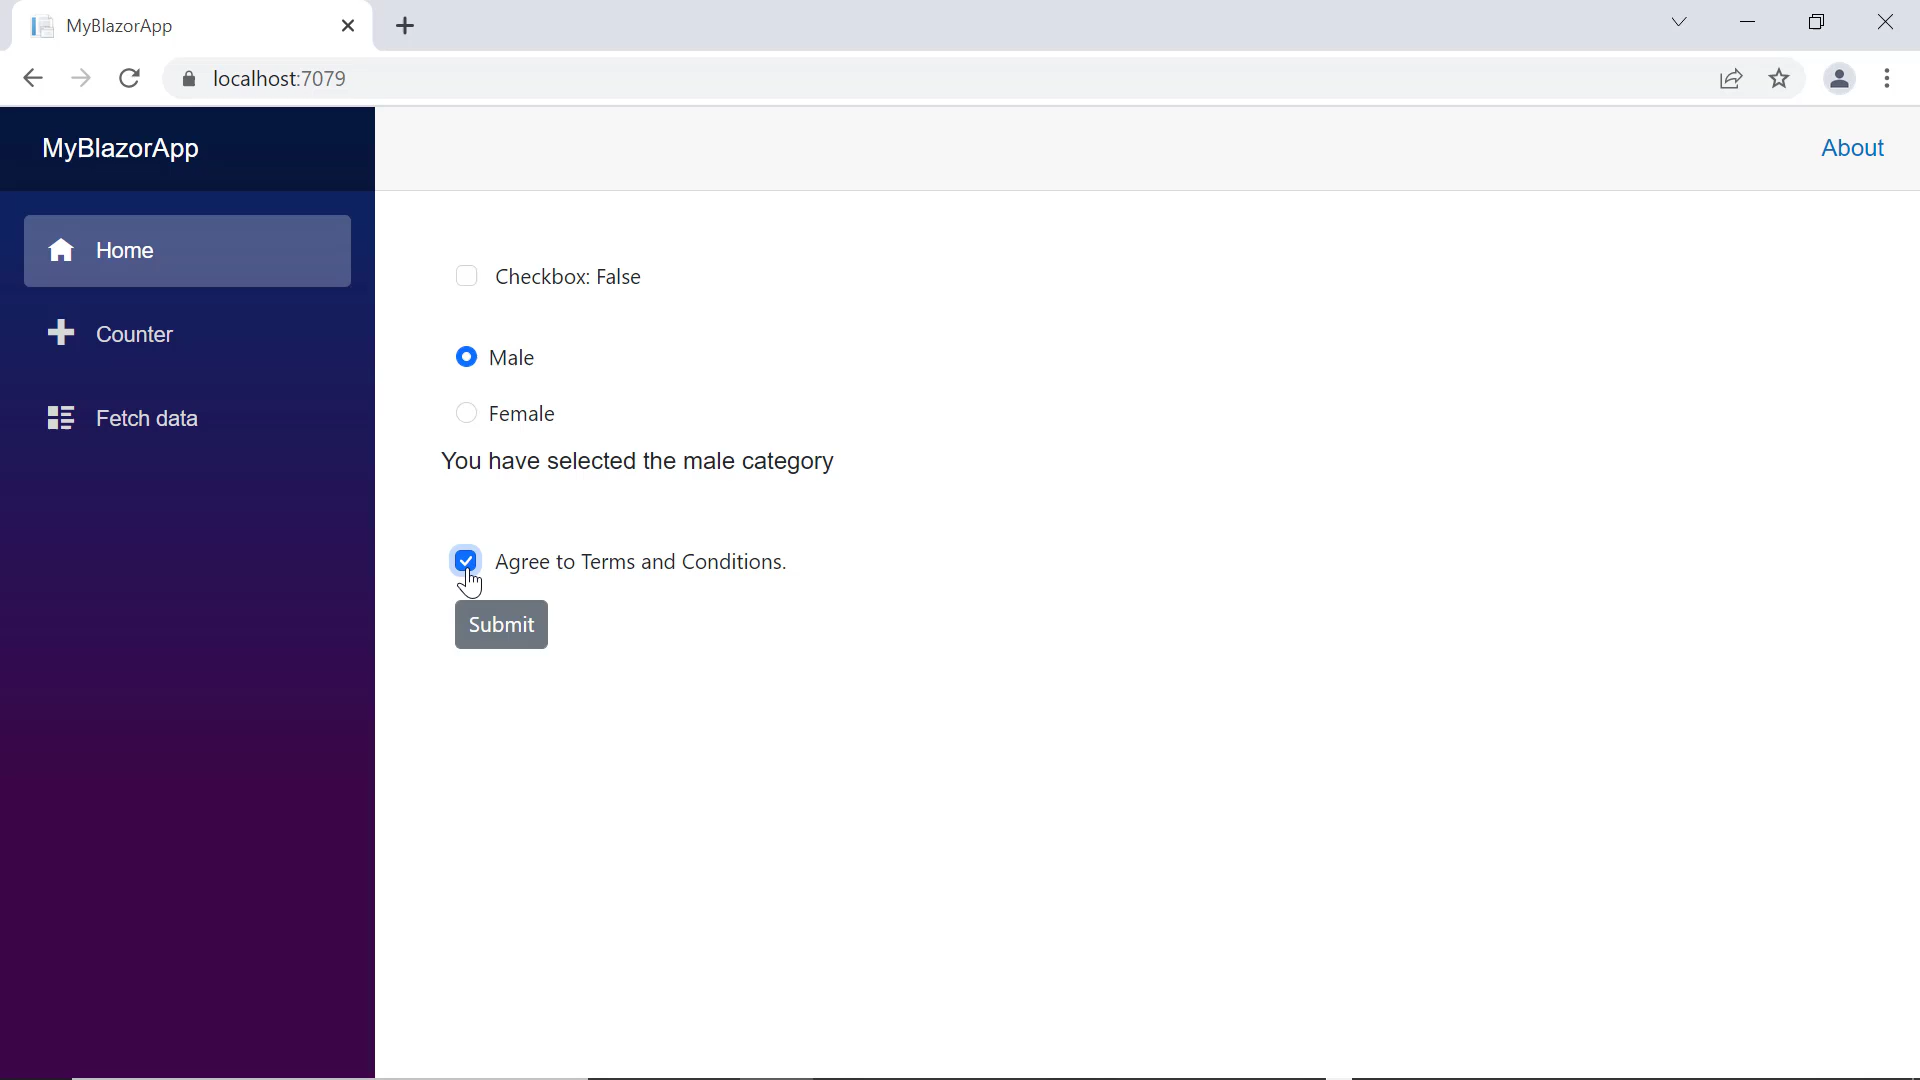 MyBlazorApp
localhost:7079
MyBlazorApp
About
Home
Counter
Fetch data
Checkbox: False
Male
Female
You have selected the male category
Agree to Terms and Conditions.
Submit